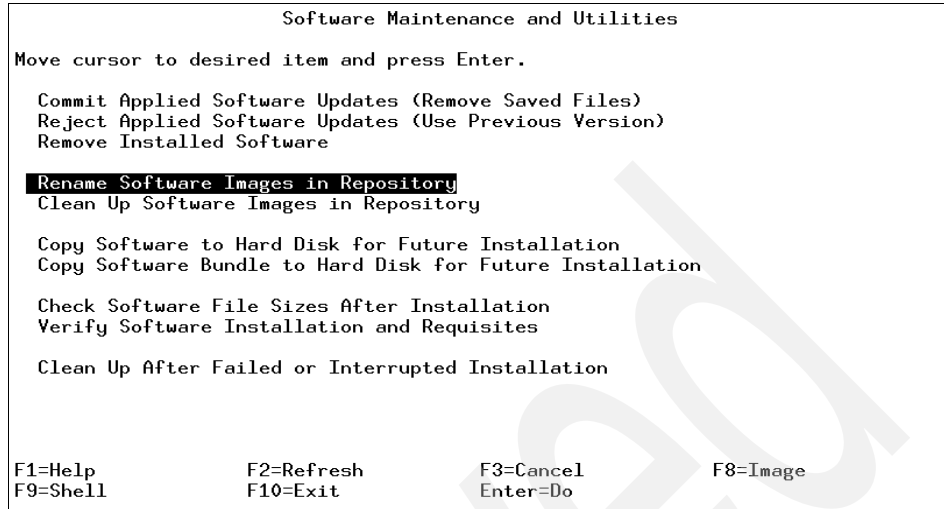 Software Maintenance and Utilities
Move cursor to desired item and press Enter.
Commit Applied Software Updates (Remove Saved Files)
Reject Applied Software Updates (Use Previous Version)
Remove Installed Software
Rename Software Images in Repository
Clean Up Software Images in Repository
Copy Software to Hard Disk for Future Installation
Copy Software Bundle to Hard Disk for Future Installation
Check Software File Sizes After Installation
Verify Software Installation and Requisites
Clean Up After Failed or Interrupted Installation
F1=Help F2=Refresh F3=Cancel F8=Image
F9=Shell F10=Exit Enter=Do